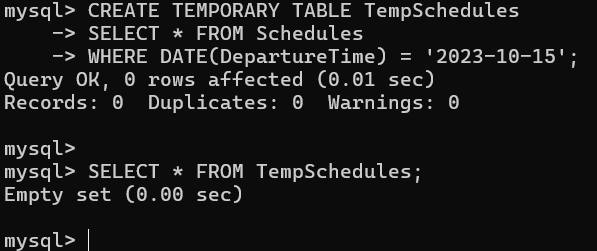 mysql> CREATE TEMPORARY TABLE TempSchedules
    -> SELECT * FROM Schedules
    -> WHERE DATE(DepartureTime) = '2023-10-15';
Query OK, 0 rows affected (0.01 sec)
Records: 0  Duplicates: 0  Warnings: 0

mysql>
mysql> SELECT * FROM TempSchedules;
Empty set (0.00 sec)

mysql>